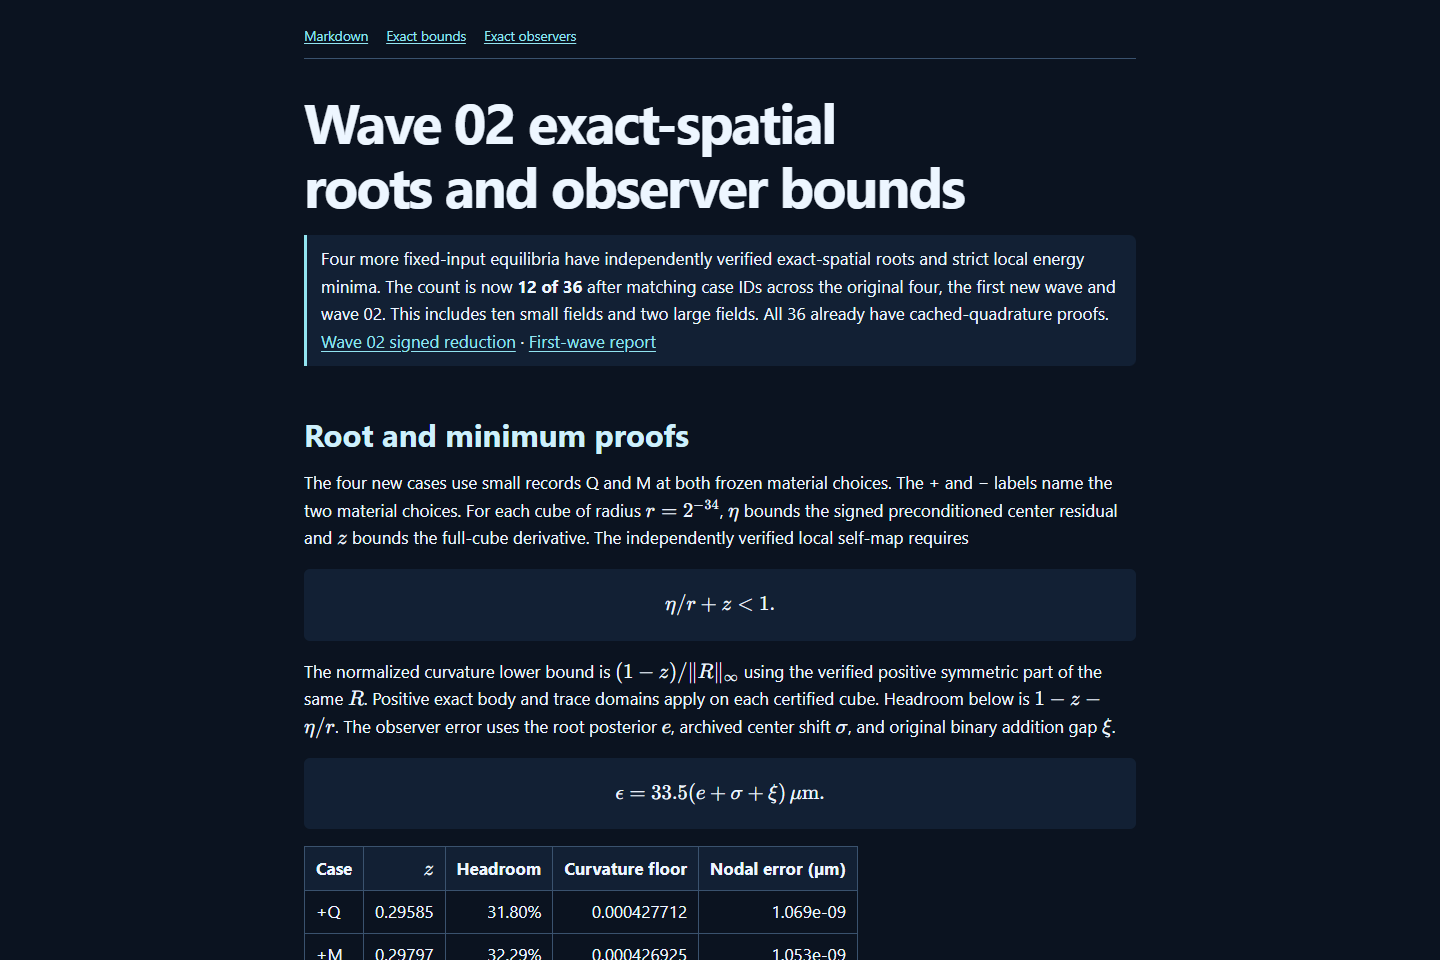 Markdown Exact bounds Exact observers
Wave 02 exact-spatial
roots and observer bounds
Four more fixed-input equilibria have independently verified exact-spatial roots and strict local energy
minima. The count is now 12 of 36 after matching case IDs across the original four, the first new wave and
wave 02. This includes ten small fields and two large fields. All 36 already have cached-quadrature proofs.
Wave 02 signed reduction · First-wave report
Root and minimum proofs
The four new cases use small records Q and M at both frozen material choices. The + and − labels name the
two material choices. For each cube of radius r = 2⁻³⁴, η bounds the signed preconditioned center residual
and z bounds the full-cube derivative. The independently verified local self-map requires
η/r + z < 1.
The normalized curvature lower bound is (1 − z)/‖R‖∞ using the verified positive symmetric part of the
same R. Positive exact body and trace domains apply on each certified cube. Headroom below is 1 − z −
η/r. The observer error uses the root posterior e, archived center shift σ, and original binary addition gap ξ.
ϵ = 33.5(e + σ + ξ) μm.
Case z Headroom Curvature floor Nodal error (μm)
+Q 0.29585 31.80% 0.000427712 1.069e-09
+M 0.29797 32.29% 0.000426925 1.053e-09